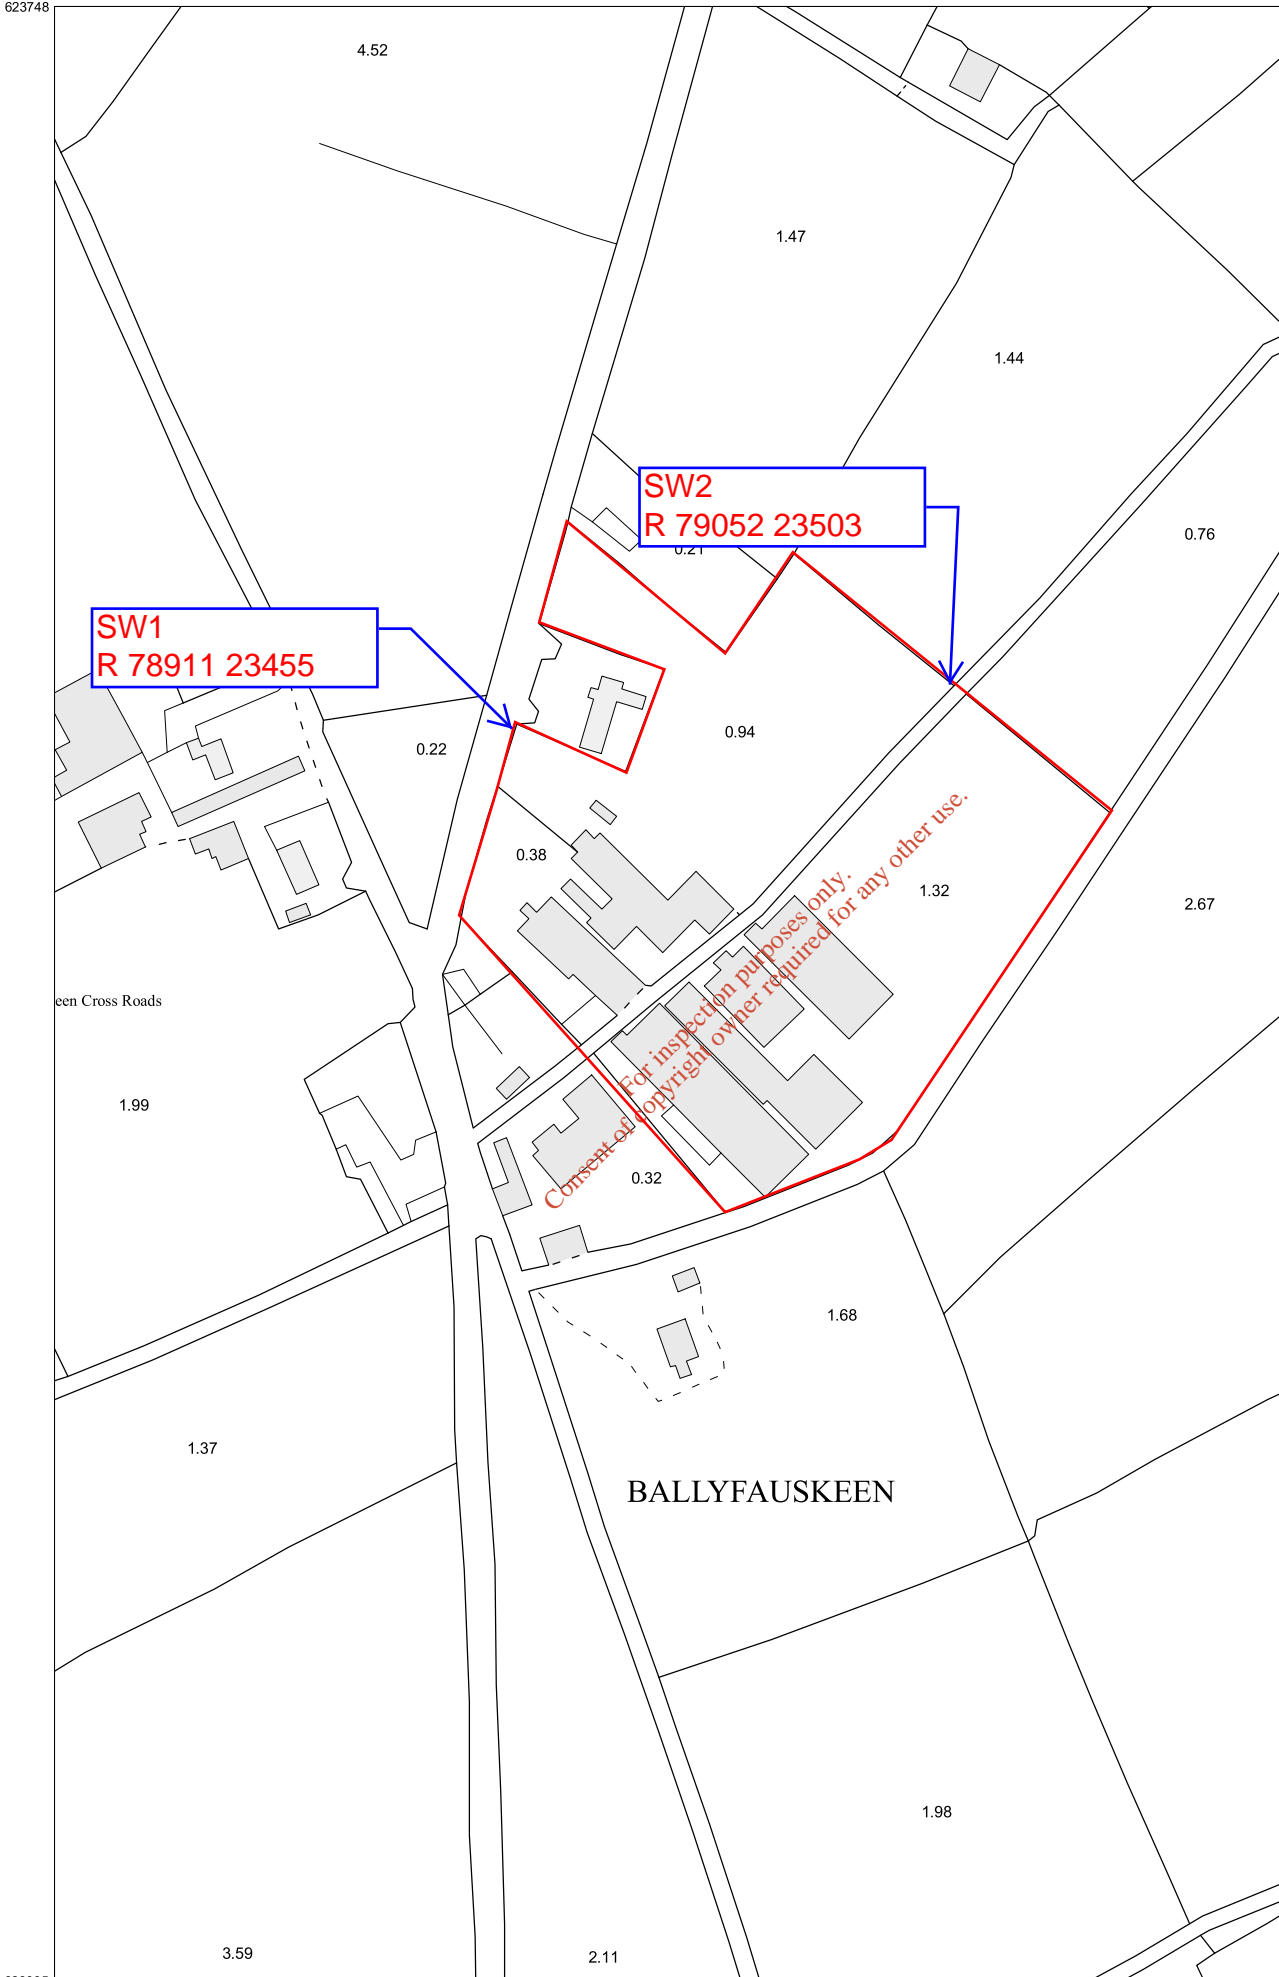 623748
4.52
1.47
1.44
SW2
R 79052 23503
0.21
0.76
SW1
R 78911 23455
0.94
0.22
0.38
1.32
2.67
For inspection purposes only.
Consent of copyright owner required for any other use.
een Cross Roads
1.99
0.32
1.68
1.37
BALLYFAUSKEEN
1.98
3.59
2.11